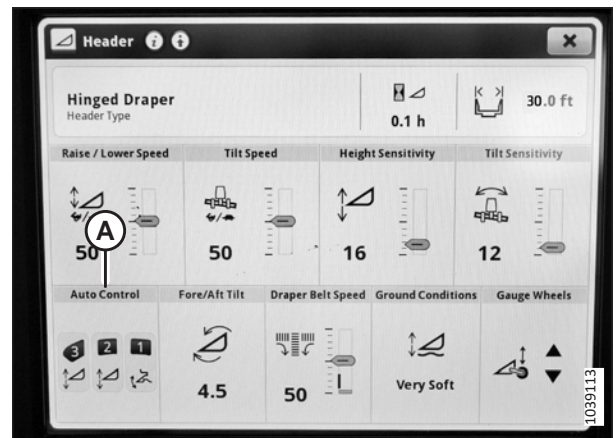 Header
Hinged Draper
Header Type
0.1 h
30.0 ft
Raise / Lower Speed
Tilt Speed
Height Sensitivity
Tilt Sensitivity
A
50
50
16
12
Auto Control
Fore/Aft Tilt
Draper Belt Speed
Ground Conditions
Gauge Wheels
3 2 1
4.5
50
Very Soft
1039113